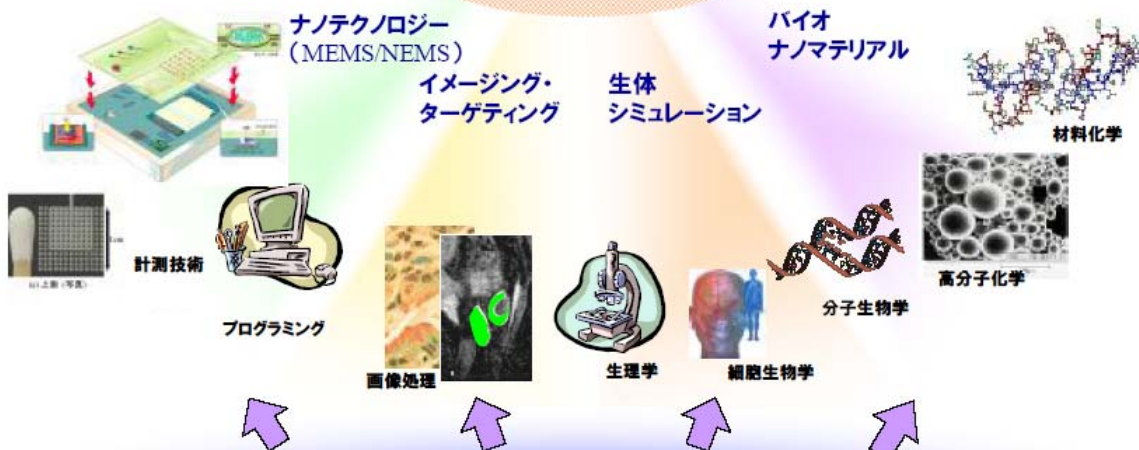 ナノテクノロジー
(MEMS/NEMS)
イメージング・
ターゲティング
生体
シミュレーション
バイオ
ナノマテリアル
材料化学
計測技術
プログラミング
画像処理
生理学
細胞生物学
分子生物学
高分子化学